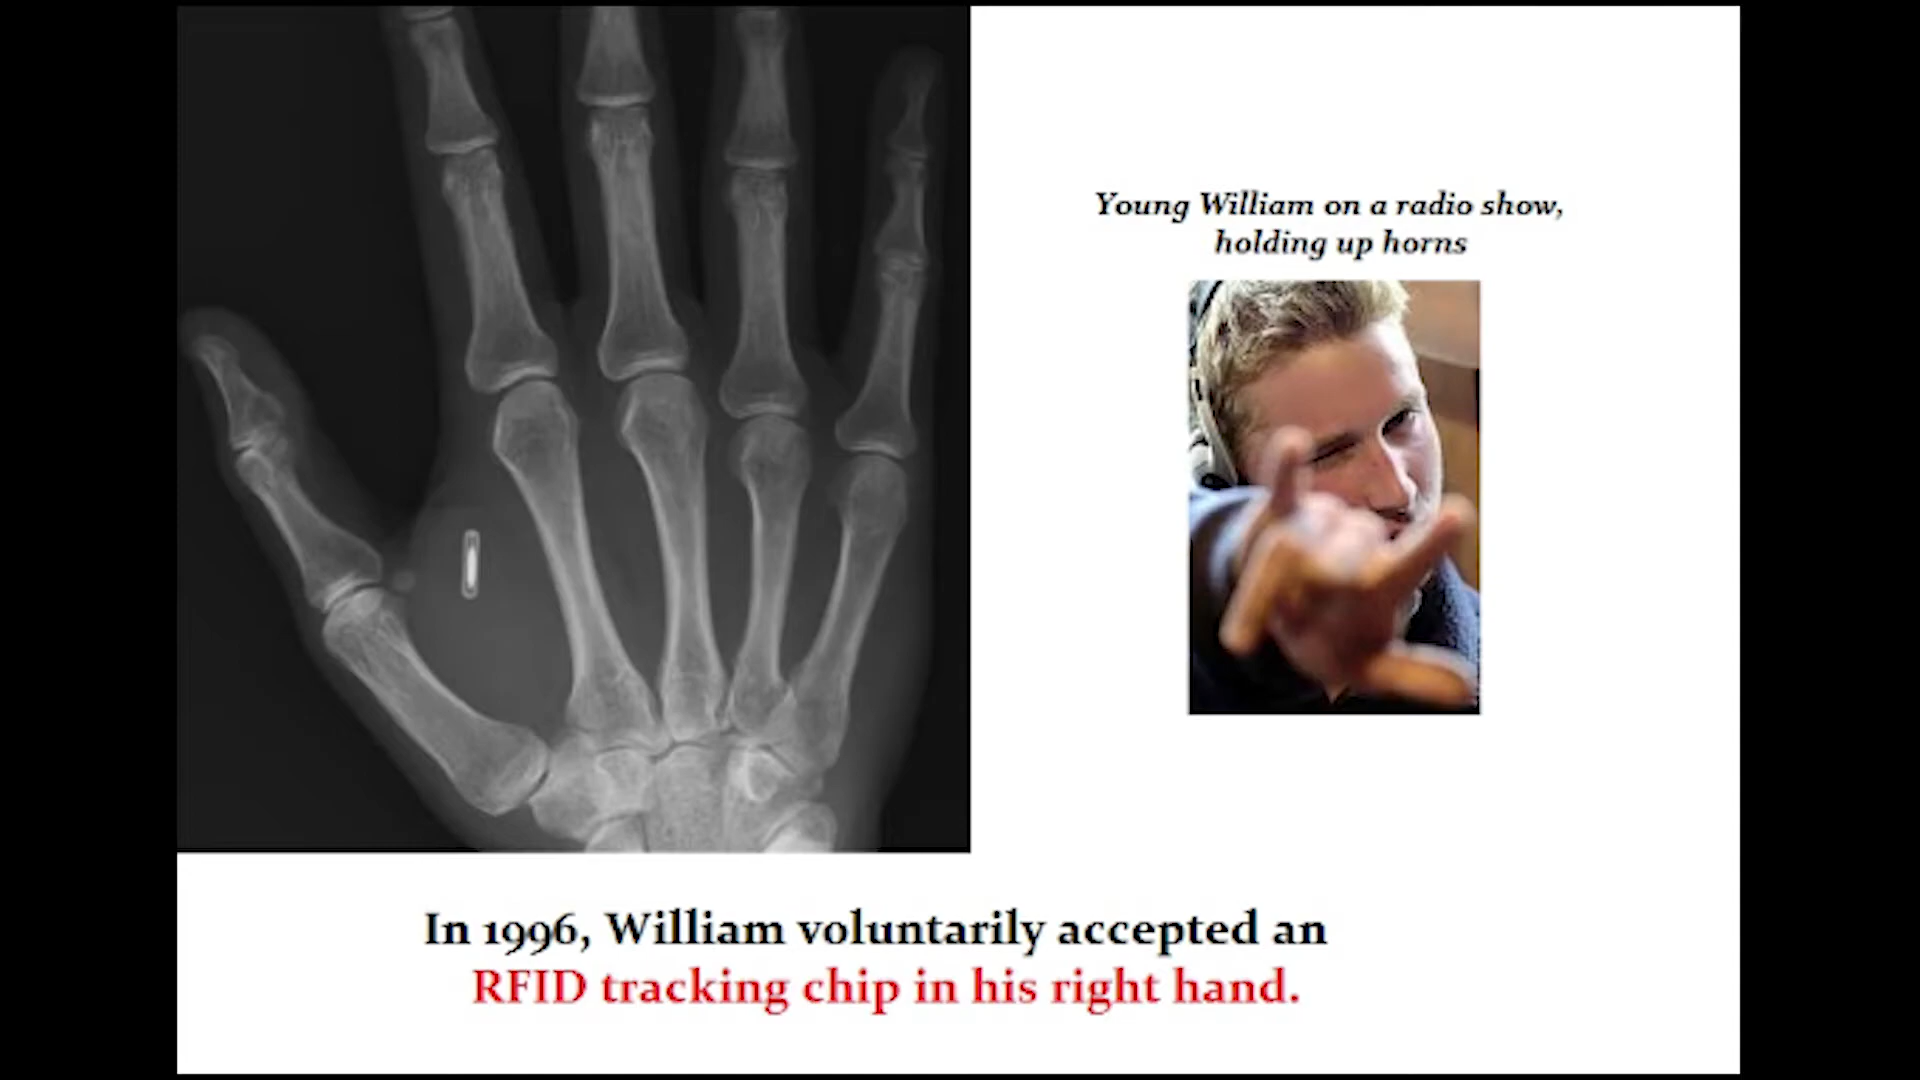 Young William on a radio show,
holding up horns
In 1996, William voluntarily accepted an
RFID tracking chip in his right hand.